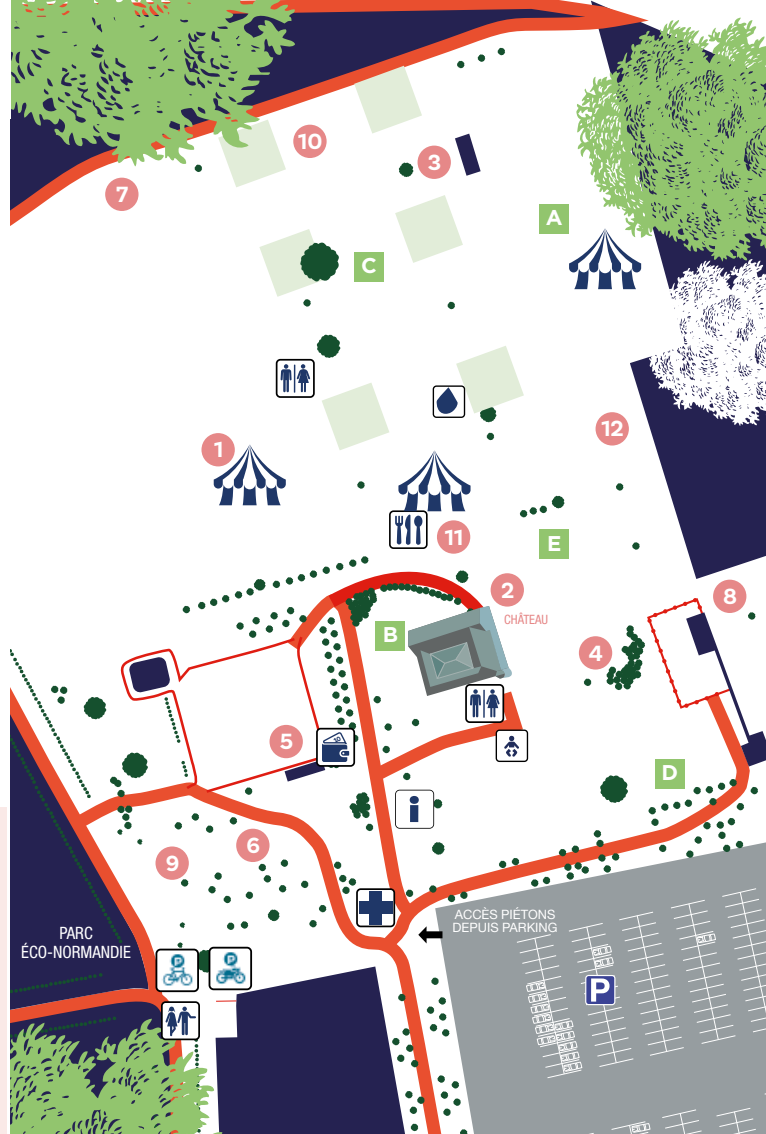 10
3
7
A
C
1
12
11
E
2
CHÂTEAU
8
B
4
10
5
D
6
9
ACCÈS PIÉTONS
DEPUIS PARKING
PARC
ÉCO-NORMANDIE
P
P
P